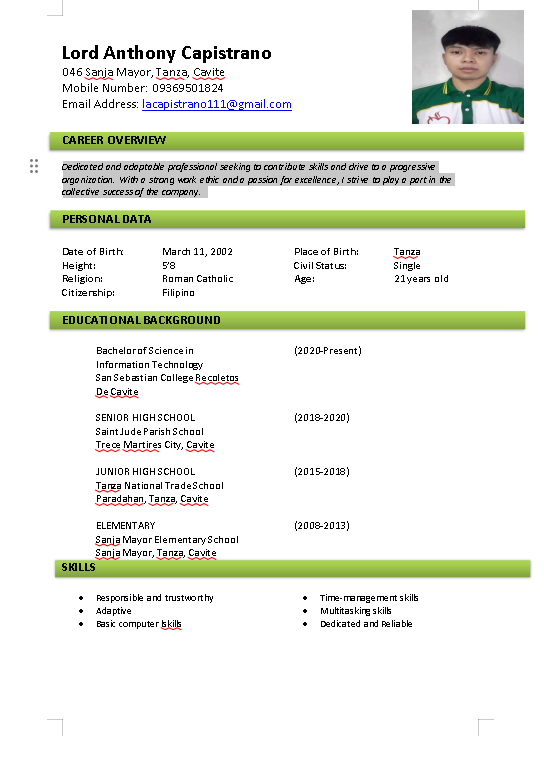 Lord Anthony Capistrano
046 Sanja Mayor, Tanza, Cavite
Mobile Number: 09369501824
Email Address: lacapistrano111@gmail.com
CAREER OVERVIEW
Dedicated and adaptable professional seeking to contribute skills and drive to a progressive
organization. With a strong work ethic and a passion for excellence, I strive to play a part in the
collective success of the company.
PERSONAL DATA
Date of Birth: March 11, 2002 Place of Birth: Tanza
Height: 5'8 Civil Status: Single
Religion: Roman Catholic Age: 21 years old
Citizenship: Filipino
EDUCATIONAL BACKGROUND
Bachelor of Science in (2020-Present)
Information Technology
San Sebastian College Recoletos
De Cavite
SENIOR HIGH SCHOOL (2018-2020)
Saint Jude Parish School
Trece Martires City, Cavite
JUNIOR HIGH SCHOOL (2015-2018)
Tanza National Trade School
Paradahan, Tanza, Cavite
ELEMENTARY (2008-2013)
Sanja Mayor Elementary School
Sanja Mayor, Tanza, Cavite
SKILLS
• Responsible and trustworthy • Time-management skills
• Adaptive • Multitasking skills
• Basic computer lskills • Dedicated and Reliable